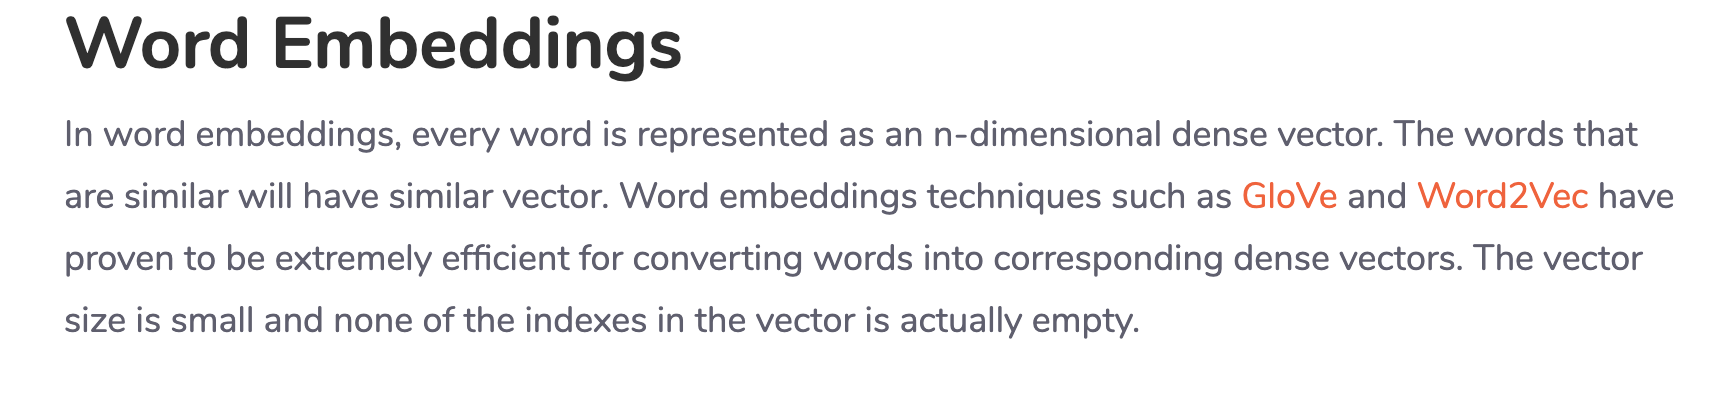 Word Embeddings
In word embeddings, every word is represented as an n-dimensional dense vector. The words that
are similar will have similar vector. Word embeddings techniques such as GloVe and Word2Vec have
proven to be extremely efficient for converting words into corresponding dense vectors. The vector
size is small and none of the indexes in the vector is actually empty.